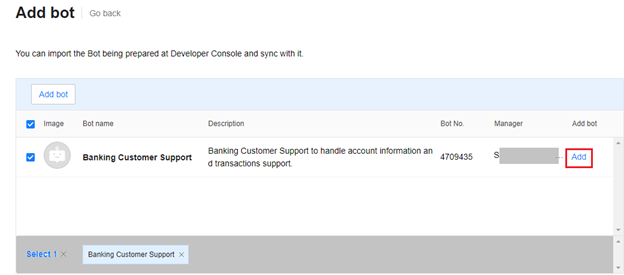 Add bot Go back
You can import the Bot being prepared at Developer Console and sync with it.
Add bot
Image Bot name Description Bot No. Manager Add bot
Banking Customer Support Banking Customer Support to handle account information an 4709435 S ... Add
d transactions support.
Select 1 × Banking Customer Support ×